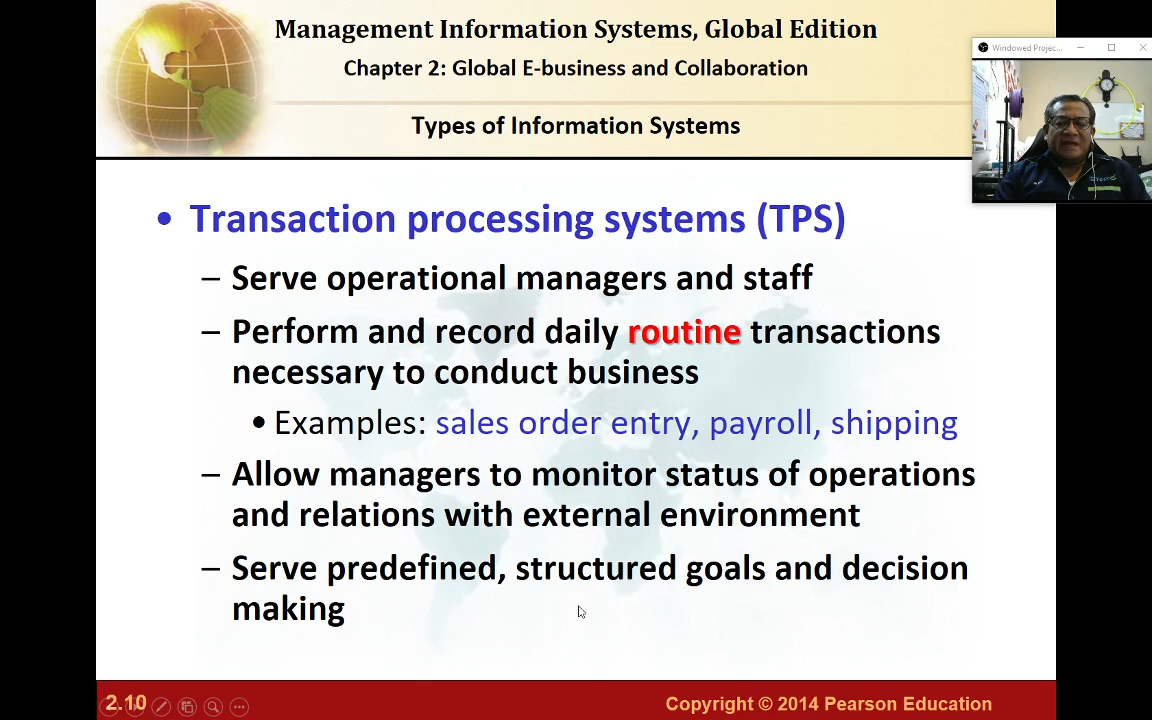 Management Information Systems, Global Edition
Chapter 2: Global E-business and Collaboration
Types of Information Systems
Windowed Projec...
• Transaction processing systems (TPS)
– Serve operational managers and staff
– Perform and record daily routine transactions
necessary to conduct business
• Examples: sales order entry, payroll, shipping
– Allow managers to monitor status of operations
and relations with external environment
– Serve predefined, structured goals and decision
making
2.10
Copyright © 2014 Pearson Education